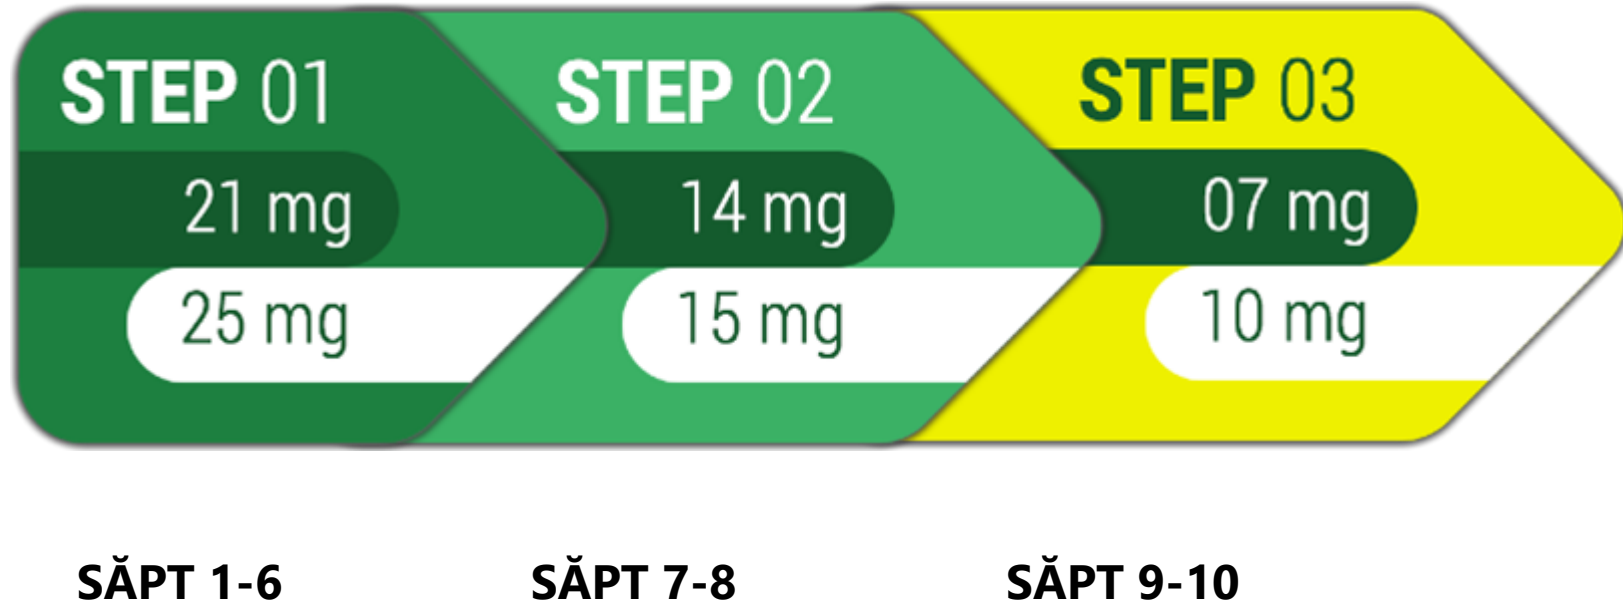 STEP 01
21 mg
25 mg
STEP 02
14 mg
15 mg
STEP 03
07 mg
10 mg
SĂPT 1-6
SĂPT 7-8
SĂPT 9-10